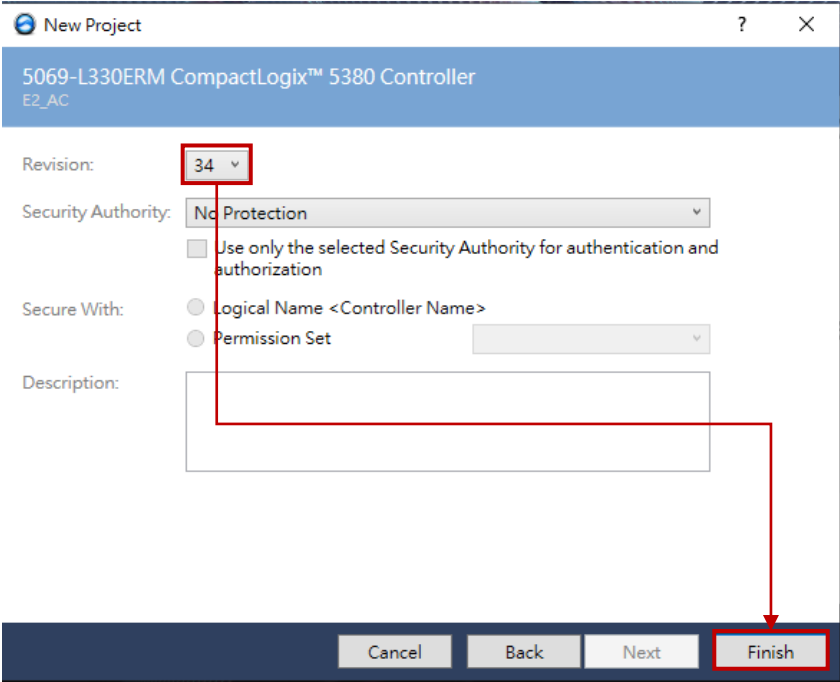 New Project
?
5069-L330ERM CompactLogix™ 5380 Controller
E2_AC
Revision:
34
Security Authority:
No Protection
Use only the selected Security Authority for authentication and
authorization
Secure With:
Logical Name <Controller Name>
Permission Set
Description:
Cancel
Back
Next
Finish